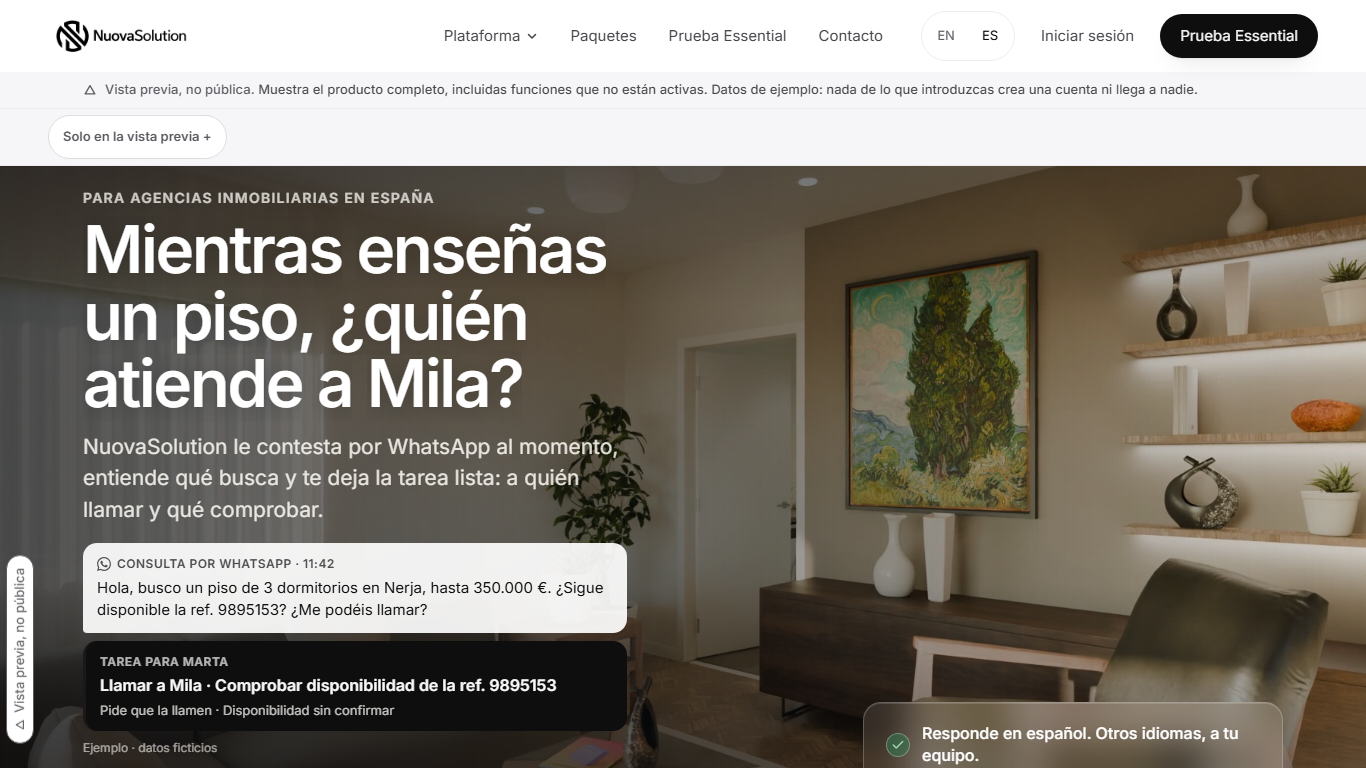 NuovaSolution
Plataforma
Paquetes
Prueba Essential
Contacto
EN
ES
Iniciar sesión
Prueba Essential
Vista previa, no pública. Muestra el producto completo, incluidas funciones que no están activas. Datos de ejemplo: nada de lo que introduzcas crea una cuenta ni llega a nadie.
Solo en la vista previa +
PARA AGENCIAS INMOBILIARIAS EN ESPAÑA
Mientras enseñas
un piso, ¿quién
atiende a Mila?
NuovaSolution le contesta por WhatsApp al momento,
entiende qué busca y te deja la tarea lista: a quién
llamar y qué comprobar.
CONSULTA POR WHATSAPP · 11:42
Hola, busco un piso de 3 dormitorios en Nerja, hasta 350.000 €. ¿Sigue
disponible la ref. 9895153? ¿Me podéis llamar?
TAREA PARA MARTA
Llamar a Mila · Comprobar disponibilidad de la ref. 9895153
Pide que la llamen · Disponibilidad sin confirmar
Ejemplo · datos ficticios
Vista previa, no pública
Responde en español. Otros idiomas, a tu
equipo.